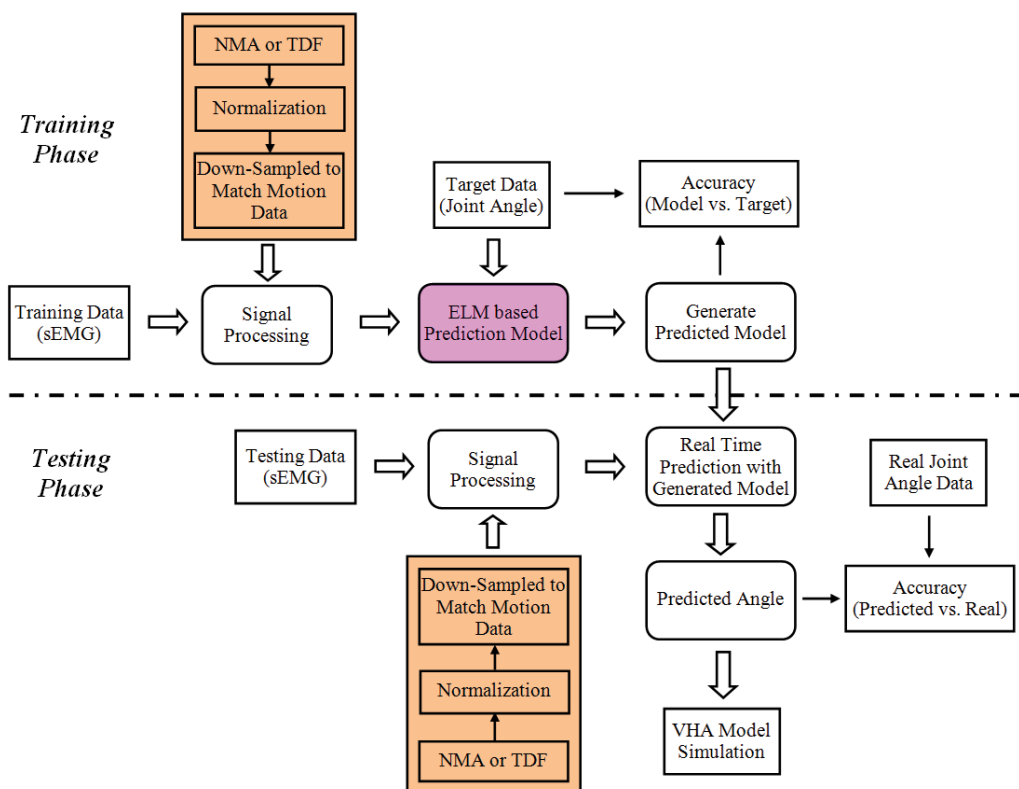 NMA or TDF
Normalization
Down-Sampled to
Match Motion
Data
Training
Phase
Target Data
(Joint Angle)
Accuracy
(Model vs. Target)
Training Data
(sEMG)
Signal
Processing
ELM based
Prediction Model
Generate
Predicted Model
Testing
Phase
Testing Data
(sEMG)
Signal
Processing
Real Time
Prediction with
Generated Model
Real Joint
Angle Data
Down-Sampled to
Match Motion
Data
Normalization
NMA or TDF
Predicted Angle
Accuracy
(Predicted vs. Real)
VHA Model
Simulation